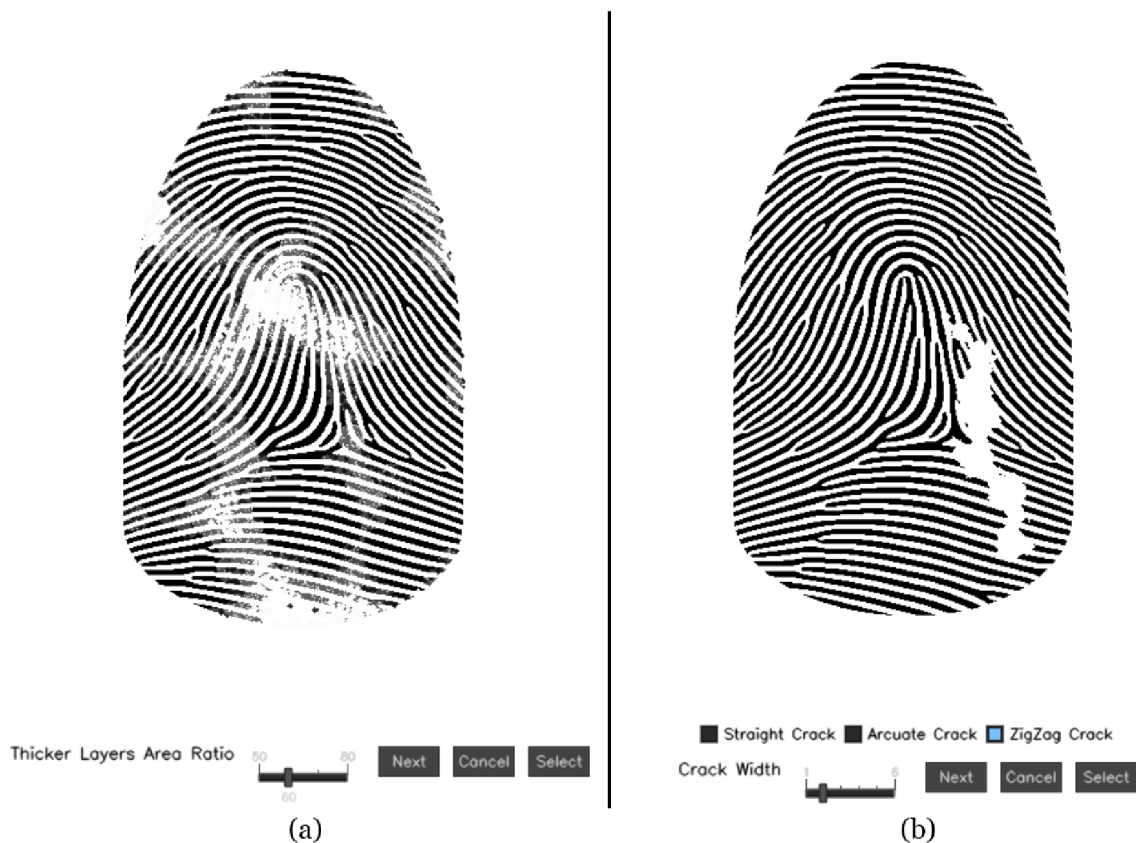 Thicker Layers Area Ratio
50 80
60
Next Cancel Select
(a)
Straight Crack Arcuate Crack ZigZag Crack
Crack Width
1 6
Next Cancel Select
(b)